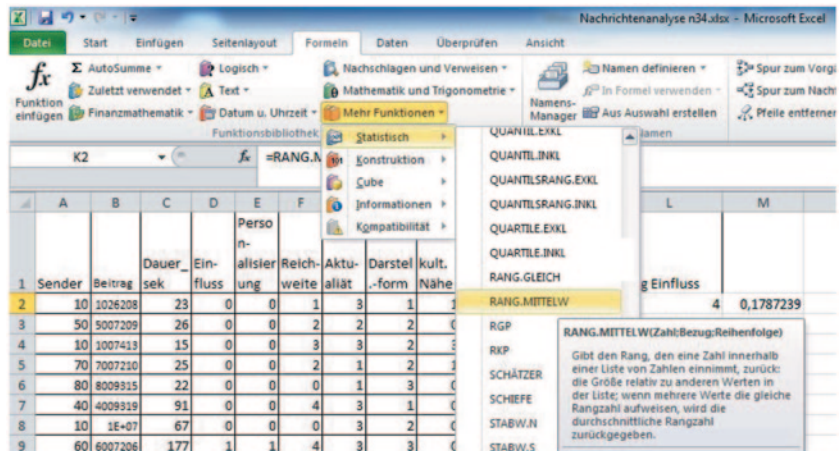 Nachrichtenanalyse n34.xlsx - Microsoft Excel
Datei Start Einfügen Seitenlayout Formeln Daten Überprüfen Ansicht
fx Funktion einfügen
Σ AutoSumme
Zuletzt verwendet
Finanzmathematik
Logisch
Text
Datum u. Uhrzeit
Nachschlagen und Verweisen
Mathematik und Trigonometrie
Mehr Funktionen
Funktionsbibliothek
Namens-Manager
Namen definieren
In Formel verwenden
Aus Auswahl erstellen
Spur zum
Spur zum
Pfeile
K2 fx =RANG.M
Statistisch
Konstruktion
Cube
Informationen
Kompatibilität
QUANTIL.EXKL
QUANTIL.INKL
QUANTILSRANG.EXKL
QUANTILSRANG.INKL
QUARTILE.EXKL
QUARTILE.INKL
RANG.GLEICH
RANG.MITTELW
RGP
RKP
SCHÄTZER
SCHIEFE
STABW.N
STABW.S
RANG.MITTELW(Zahl;Bezug;Reihenfolge)
Gibt den Rang, den eine Zahl innerhalb
einer Liste von Zahlen einnimmt, zurück:
die Größe relativ zu anderen Werten in
der Liste; wenn mehrere Werte die gleiche
Rangzahl aufweisen, wird die
durchschnittliche Rangzahl
zurückgegeben.
A B C D E F L M
1 Sender Beitrag Dauer_sek Ein-fluss Person-alisierung Reich-weite Aktu-aliät Darstel.-form kult. Nähe Einfluss
2 10 1026208 23 0 0 1 3 1 4 0,1787239
3 50 5007209 26 0 0 2 2 2
4 10 1007413 15 0 0 3 3 2
5 70 7007210 25 0 0 2 1 2
6 80 8009315 22 0 0 0 1 3
7 40 4009319 91 0 0 4 3 1
8 10 1E+07 67 0 0 0 3 2
9 60 6007206 177 1 1 4 3 3